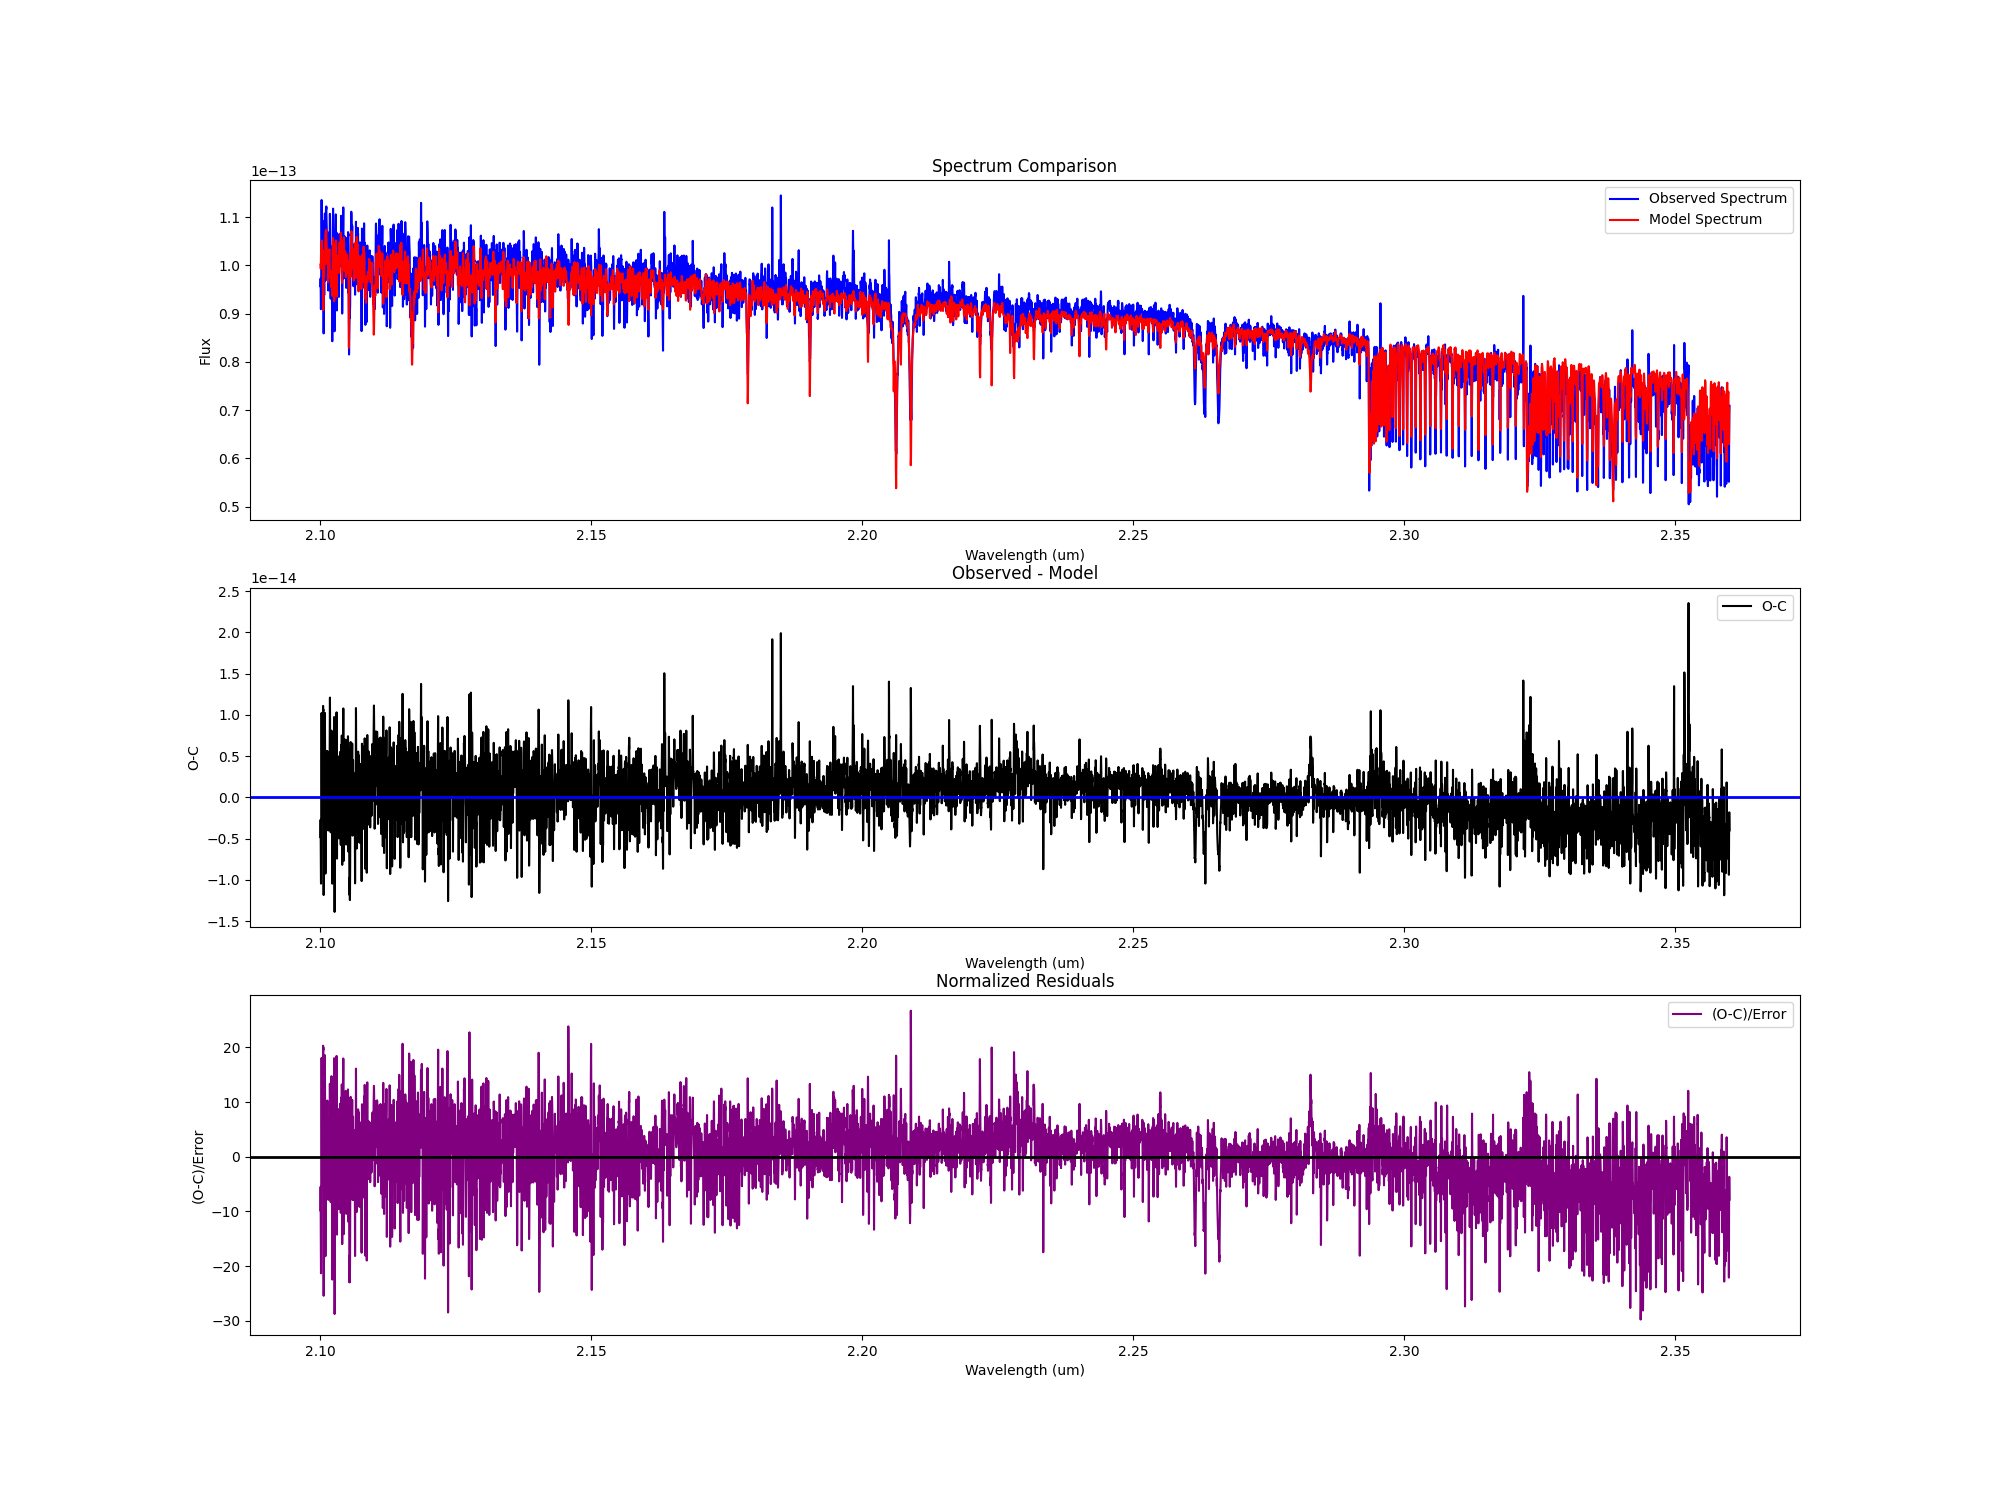 Spectrum Comparison
1e−13
Observed Spectrum
Model Spectrum
1.1
1.0
0.9
0.8
0.7
0.6
0.5
Flux
2.10 2.15 2.20 2.25 2.30 2.35
Wavelength (um)
Observed - Model
1e−14
O-C
2.5
2.0
1.5
1.0
0.5
0.0
−0.5
−1.0
−1.5
O-C
2.10 2.15 2.20 2.25 2.30 2.35
Wavelength (um)
Normalized Residuals
(O-C)/Error
20
10
0
−10
−20
−30
(O-C)/Error
2.10 2.15 2.20 2.25 2.30 2.35
Wavelength (um)